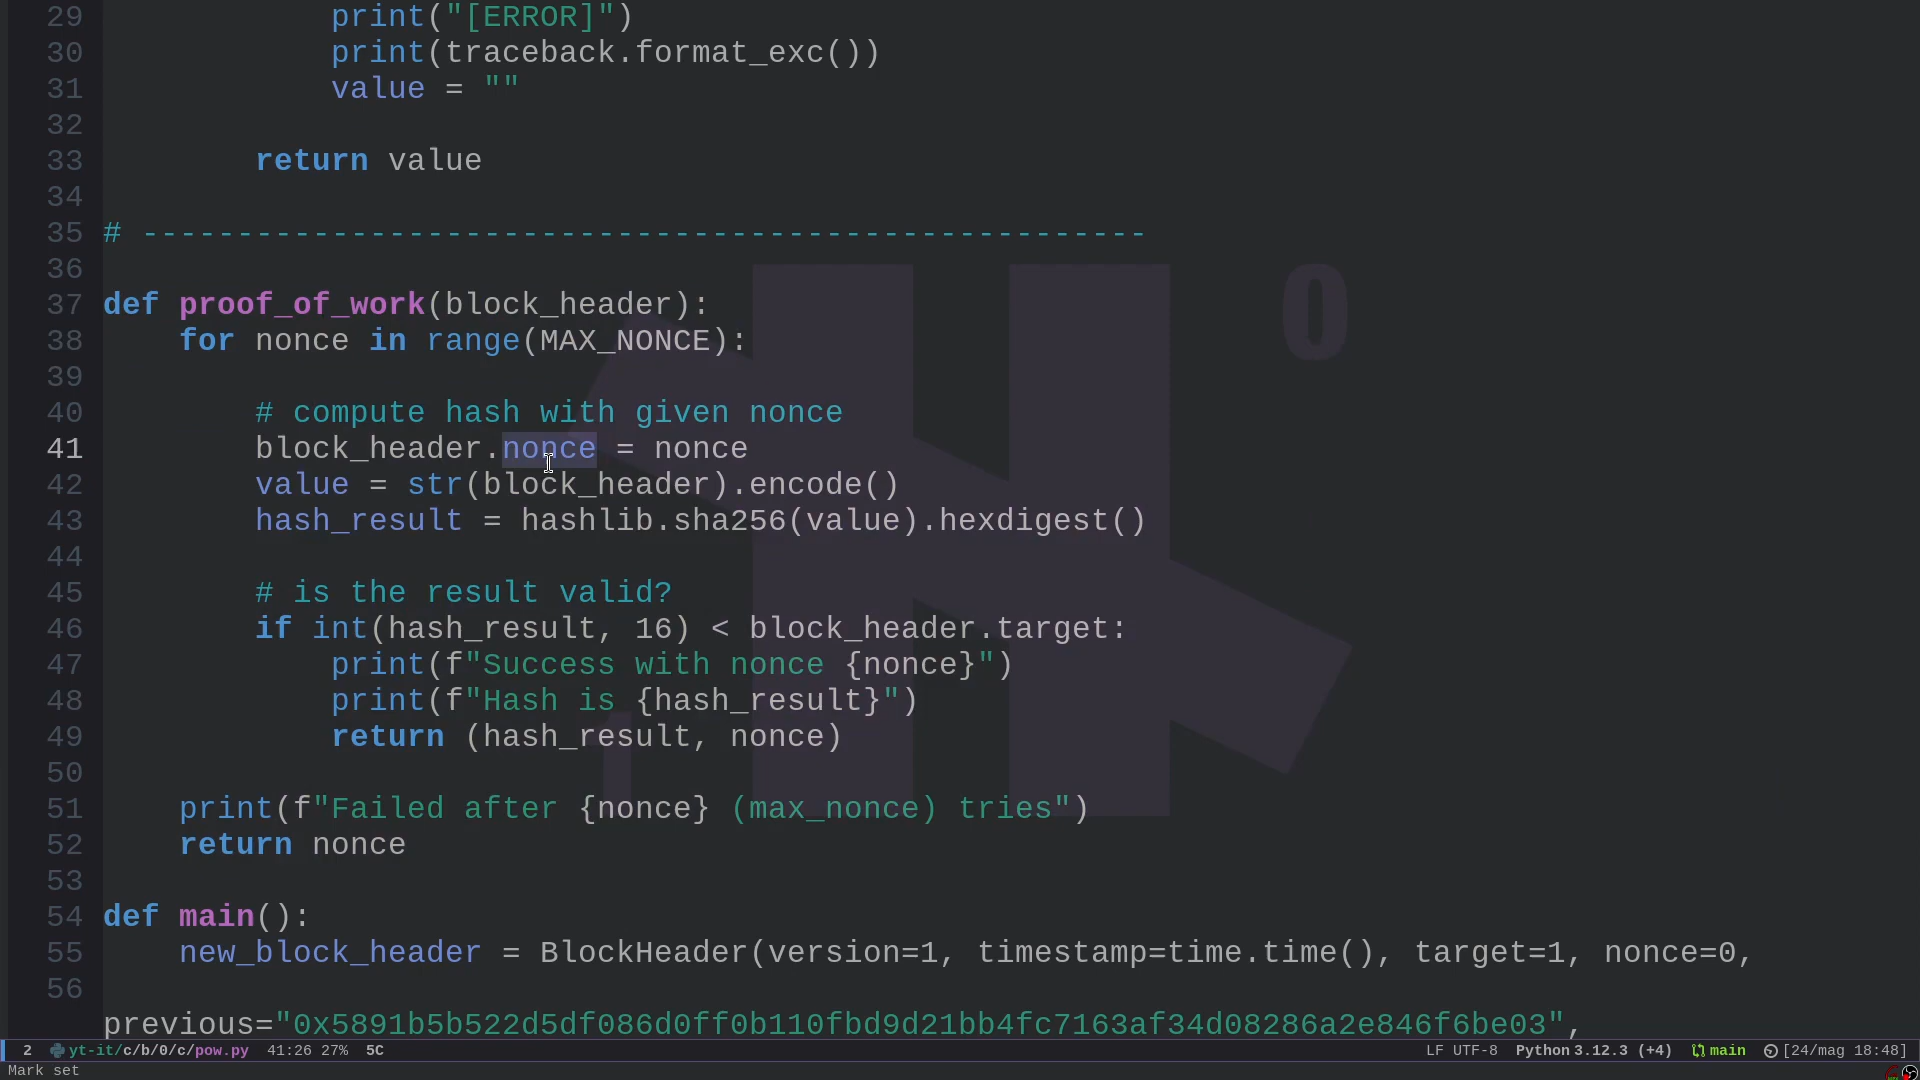 29 print("[ERROR]")
30 print(traceback.format_exc())
31 value = ""
32
33 return value
34
35 # -----------------------------------------------------
36
37 def proof_of_work(block_header):
38 for nonce in range(MAX_NONCE):
39
40 # compute hash with given nonce
41 block_header.nonce = nonce
42 value = str(block_header).encode()
43 hash_result = hashlib.sha256(value).hexdigest()
44
45 # is the result valid?
46 if int(hash_result, 16) < block_header.target:
47 print(f"Success with nonce {nonce}")
48 print(f"Hash is {hash_result}")
49 return (hash_result, nonce)
50
51 print(f"Failed after {nonce} (max_nonce) tries")
52 return nonce
53
54 def main():
55 new_block_header = BlockHeader(version=1, timestamp=time.time(), target=1, nonce=0,
56
previous="0x5891b5b522d5df086d0ff0b110fbd9d21bb4fc7163af34d08286a2e846f6be03",
2 yt-it/c/b/0/c/pow.py 41:26 27% 5C LF UTF-8 Python 3.12.3 (+4) main [24/mag 18:48]
Mark set
H
0
1